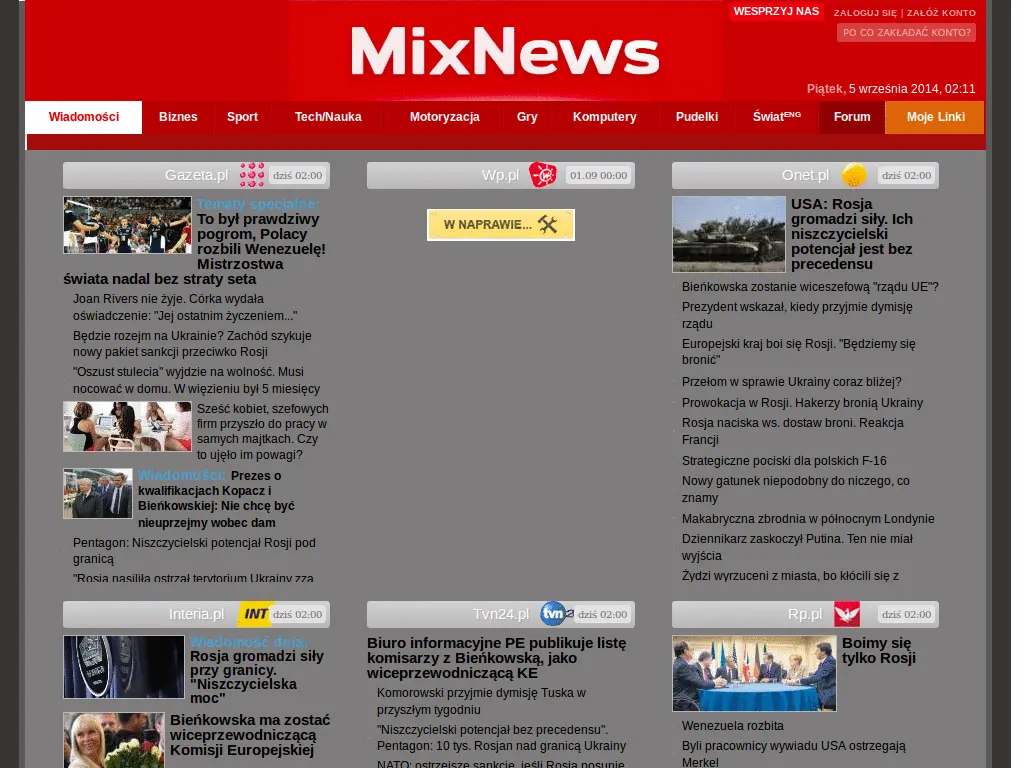 WESPRZYJ NAS
ZALOGUJ SIĘ | ZAŁÓŻ KONTO
PO CO ZAKŁADAĆ KONTO?
MixNews
Piątek, 5 września 2014, 02:11
Wiadomości Biznes Sport Tech/Nauka Motoryzacja Gry Komputery Pudelki Świat ENG Forum Moje Linki
Gazeta.pl dziś 02:00
Tematy specjalne:
To był prawdziwy
pogrom, Polacy
rozbili Wenezuelę!
Mistrzostwa
świata nadal bez straty seta
Joan Rivers nie żyje. Córka wydała
oświadczenie: "Jej ostatnim życzeniem..."
Będzie rozejm na Ukrainie? Zachód szykuje
nowy pakiet sankcji przeciwko Rosji
"Oszust stulecia" wyjdzie na wolność. Musi
nocować w domu. W więzieniu był 5 miesięcy
Sześć kobiet, szefowych
firm przyszło do pracy w
samych majtkach. Czy
to ujęło im powagi?
Wiadomości: Prezes o
kwalifikacjach Kopacz i
Bieńkowskiej: Nie chcę być
nieuprzejmy wobec dam
Pentagon: Niszczycielski potencjał Rosji pod
granicą
"Rosja nasiliła ostrzał terytorium Ukrainy zza
Wp.pl 01.09 00:00
W NAPRAWIE...
Onet.pl dziś 02:00
USA: Rosja
gromadzi siły. Ich
niszczycielski
potencjał jest bez
precedensu
Bieńkowska zostanie wiceszefową "rządu UE"?
Prezydent wskazał, kiedy przyjmie dymisję
rządu
Europejski kraj boi się Rosji. "Będziemy się
bronić"
Przełom w sprawie Ukrainy coraz bliżej?
Prowokacja w Rosji. Hakerzy bronią Ukrainy
Rosja naciska ws. dostaw broni. Reakcja
Francji
Strategiczne pociski dla polskich F-16
Nowy gatunek niepodobny do niczego, co
znamy
Makabryczna zbrodnia w północnym Londynie
Dziennikarz zaskoczył Putina. Ten nie miał
wyjścia
Żydzi wyrzuceni z miasta, bo kłócili się z
Interia.pl INT dziś 02:00
Wiadomość dnia:
Rosja gromadzi siły
przy granicy.
"Niszczycielska
moc"
Bieńkowska ma zostać
wiceprzewodniczącą
Komisji Europejskiej
Tvn24.pl tvn dziś 02:00
Biuro informacyjne PE publikuje listę
komisarzy z Bieńkowską, jako
wiceprzewodniczącą KE
Komorowski przyjmie dymisję Tuska w
przyszłym tygodniu
"Niszczycielski potencjał bez precedensu".
Pentagon: 10 tys. Rosjan nad granicą Ukrainy
NATO: ostrzejsze sankcje, jeśli Rosja posunie
Rp.pl dziś 02:00
Boimy się
tylko Rosji
Wenezuela rozbita
Byli pracownicy wywiadu USA ostrzegają
Merkel